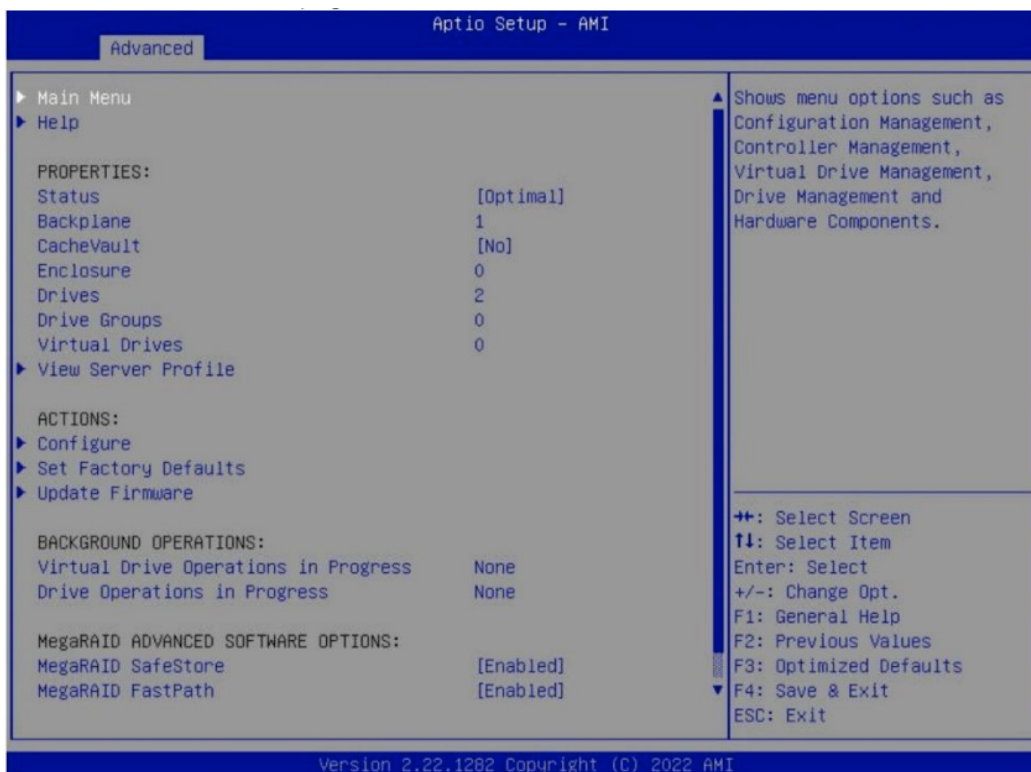 Aptio Setup – AMI
Advanced
Main Menu
Help
PROPERTIES:
Status [Optimal]
Backplane 1
CacheVault [No]
Enclosure 0
Drives 2
Drive Groups 0
Virtual Drives 0
View Server Profile
ACTIONS:
Configure
Set Factory Defaults
Update Firmware
BACKGROUND OPERATIONS:
Virtual Drive Operations in Progress None
Drive Operations in Progress None
MegaRAID ADVANCED SOFTWARE OPTIONS:
MegaRAID SafeStore [Enabled]
MegaRAID FastPath [Enabled]
Shows menu options such as
Configuration Management,
Controller Management,
Virtual Drive Management,
Drive Management and
Hardware Components.
→←: Select Screen
↑↓: Select Item
Enter: Select
+/-: Change Opt.
F1: General Help
F2: Previous Values
F3: Optimized Defaults
F4: Save & Exit
ESC: Exit
Version 2.22.1282 Copyright (C) 2022 AMI